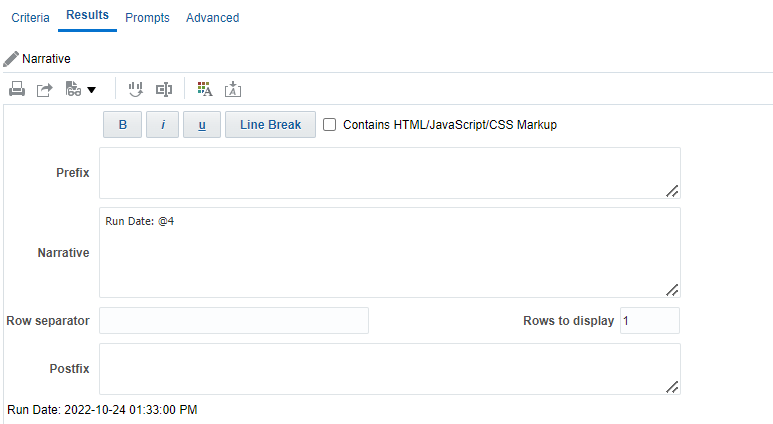 Criteria Results Prompts Advanced
Narrative
B i u Line Break Contains HTML/JavaScript/CSS Markup
Prefix
Run Date: @4
Narrative
Row separator Rows to display 1
Postfix
Run Date: 2022-10-24 01:33:00 PM